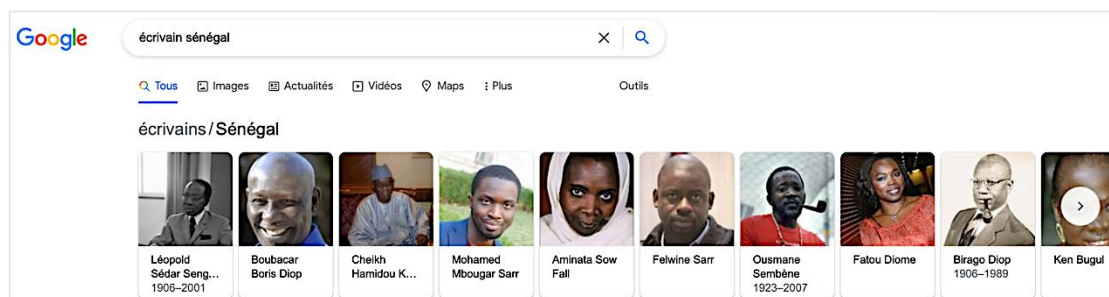 Google
écrivain sénégal
Tous Images Actualités Vidéos Maps Plus Outils
écrivains/Sénégal
Léopold
Sédar Seng...
1906–2001
Boubacar
Boris Diop
Cheikh
Hamidou K...
Mohamed
Mbougar Sarr
Aminata Sow
Fall
Felwine Sarr
Ousmane
Sembène
1923–2007
Fatou Diome
Birago Diop
1906–1989
Ken Bugul